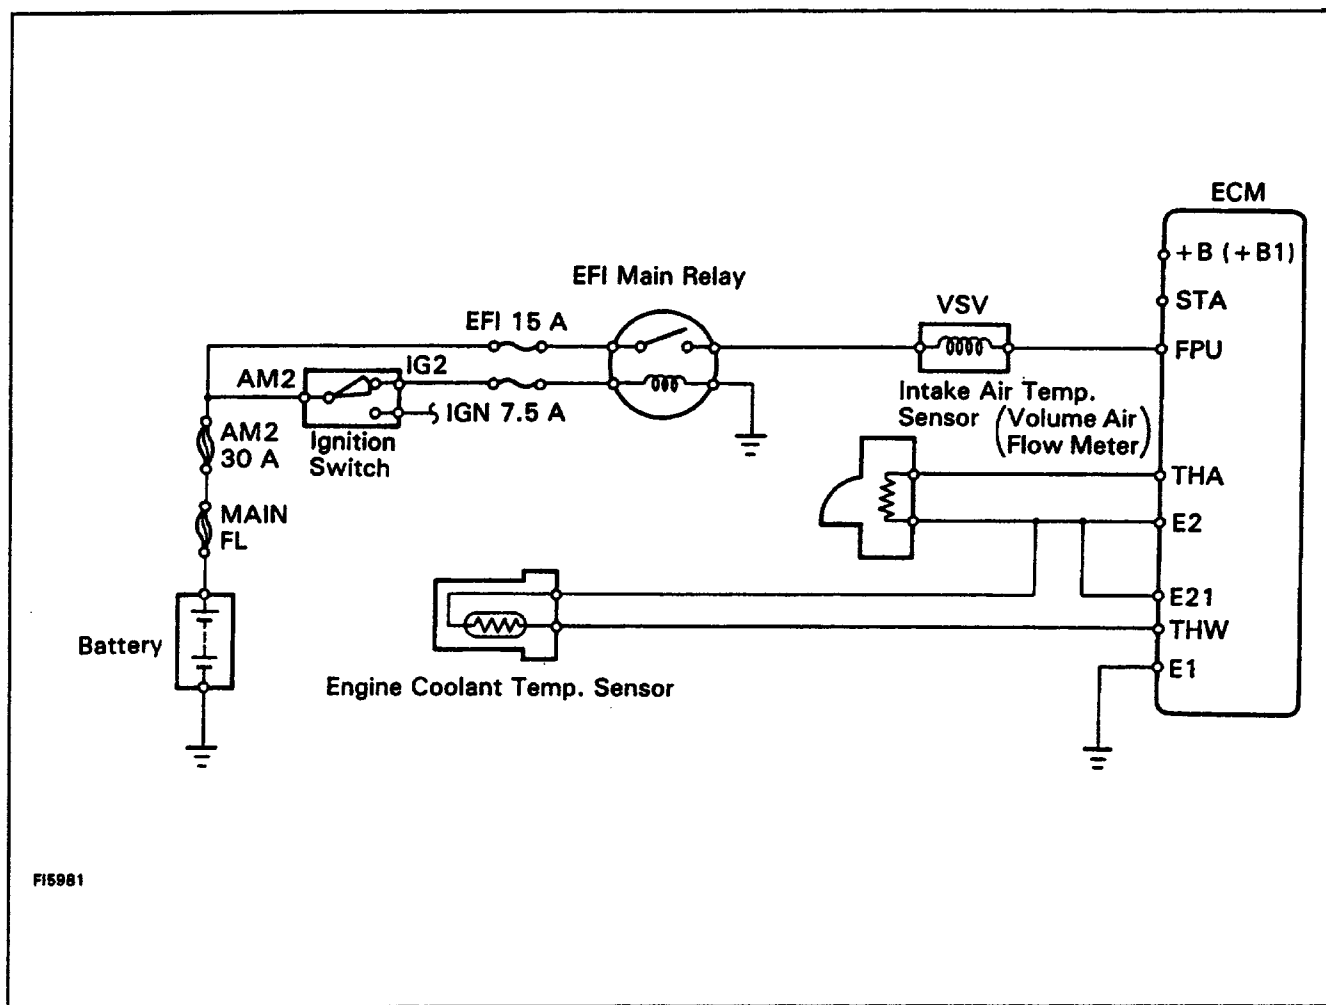 ECM
+B (+B1)
EFI Main Relay
STA
VSV
EFI 15 A
FPU
IG2
AM2
Intake Air Temp.
Sensor (Volume Air
Flow Meter)
IGN 7.5 A
AM2
30 A
Ignition
Switch
THA
MAIN
FL
E2
E21
THW
Battery
E1
Engine Coolant Temp. Sensor
FI5981